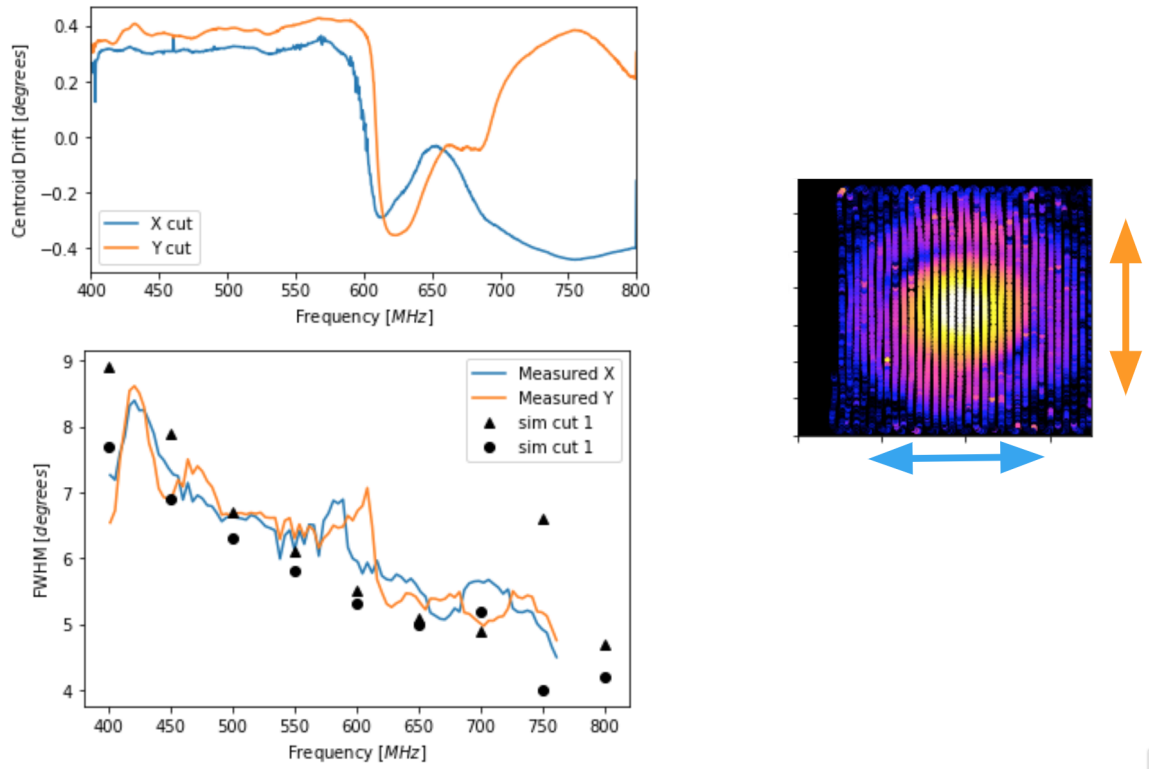 0.4
0.2
0.0
−0.2
−0.4
Centroid Drift [degrees]
X cut
Y cut
400 450 500 550 600 650 700 750 800
Frequency [MHz]
9
8
7
6
5
4
FWHM [degrees]
Measured X
Measured Y
sim cut 1
sim cut 1
400 450 500 550 600 650 700 750 800
Frequency [MHz]